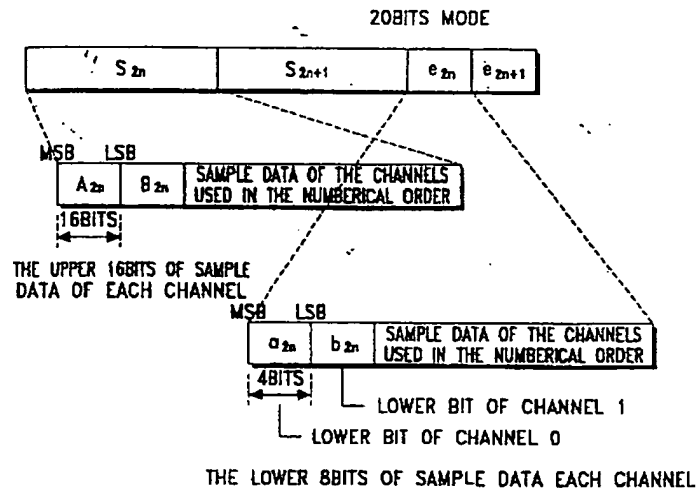 20BITS MODE
S2n S2n+1 e2n e2n+1
MSB LSB
A2n B2n SAMPLE DATA OF THE CHANNELS
USED IN THE NUMBERICAL ORDER
16BITS
THE UPPER 16BITS OF SAMPLE
DATA OF EACH CHANNEL
MSB LSB
a2n b2n SAMPLE DATA OF THE CHANNELS
USED IN THE NUMBERICAL ORDER
4BITS
LOWER BIT OF CHANNEL 1
LOWER BIT OF CHANNEL 0
THE LOWER 8BITS OF SAMPLE DATA EACH CHANNEL